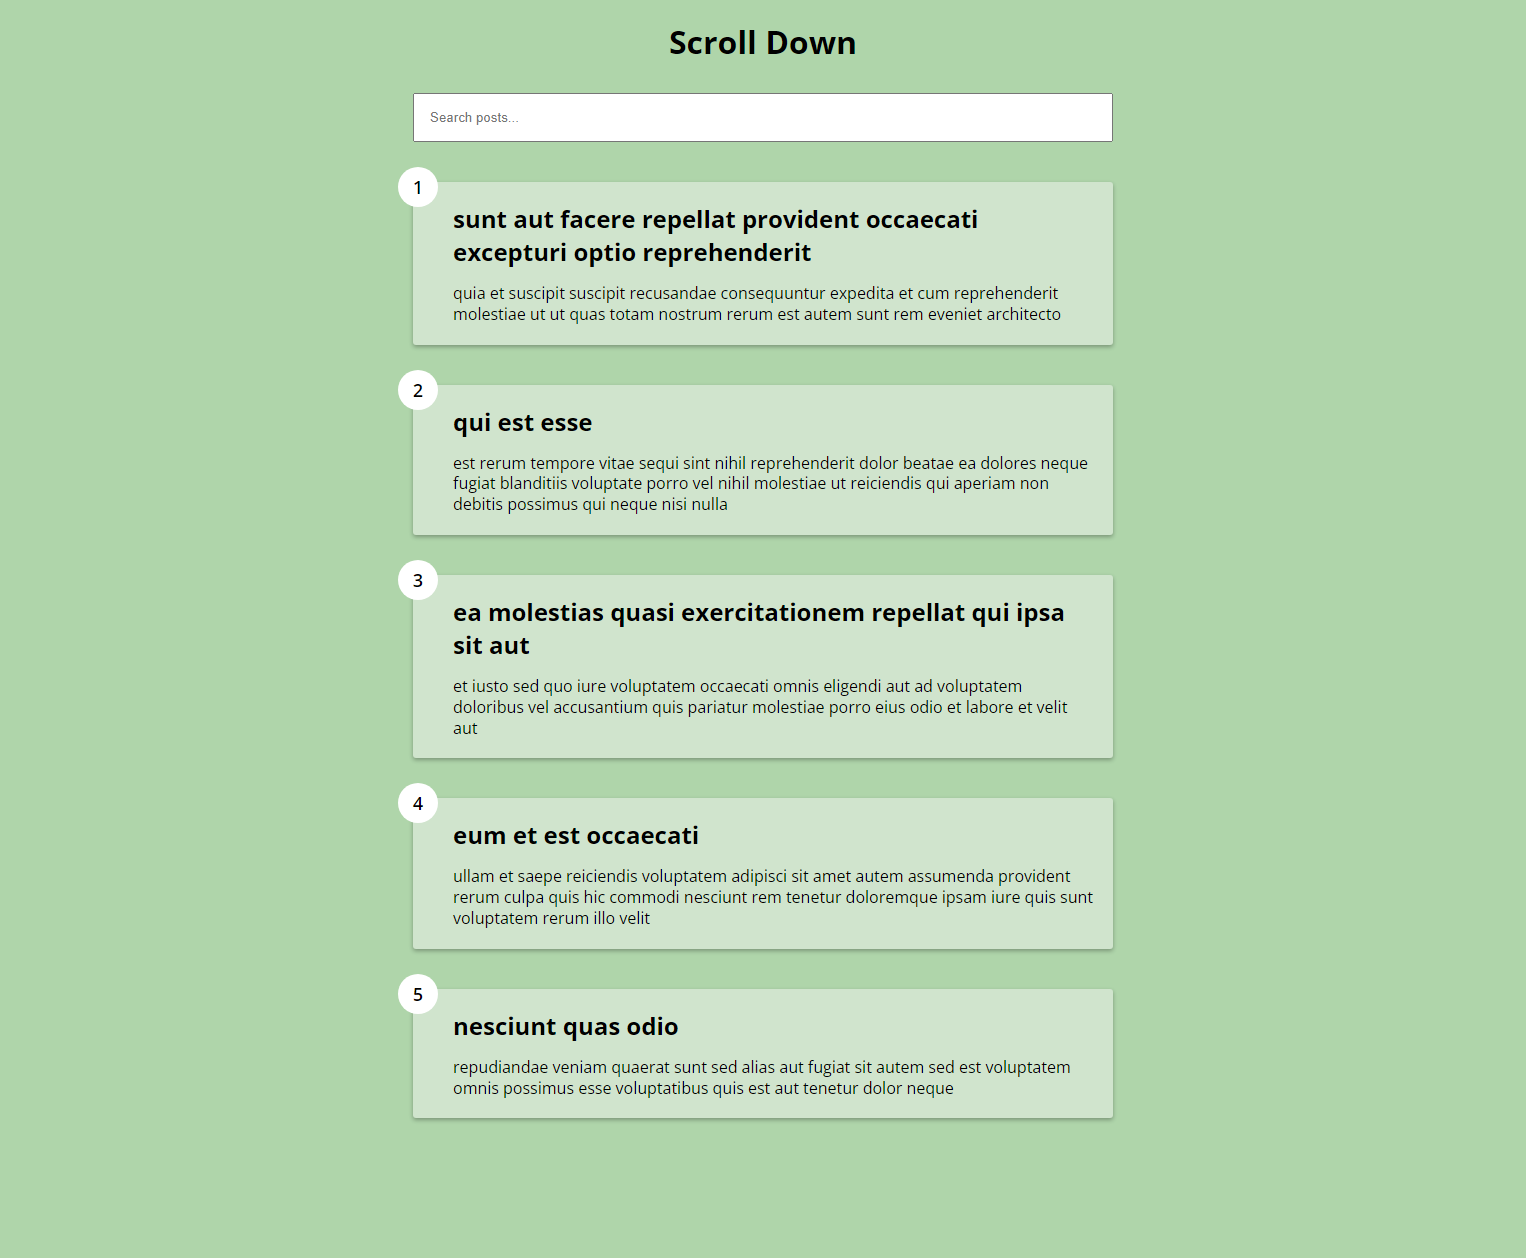 Scroll Down
Search posts...
1
sunt aut facere repellat provident occaecati
excepturi optio reprehenderit
quia et suscipit suscipit recusandae consequuntur expedita et cum reprehenderit
molestiae ut ut quas totam nostrum rerum est autem sunt rem eveniet architecto
2
qui est esse
est rerum tempore vitae sequi sint nihil reprehenderit dolor beatae ea dolores neque
fugiat blanditiis voluptate porro vel nihil molestiae ut reiciendis qui aperiam non
debitis possimus qui neque nisi nulla
3
ea molestias quasi exercitationem repellat qui ipsa
sit aut
et iusto sed quo iure voluptatem occaecati omnis eligendi aut ad voluptatem
doloribus vel accusantium quis pariatur molestiae porro eius odio et labore et velit
aut
4
eum et est occaecati
ullam et saepe reiciendis voluptatem adipisci sit amet autem assumenda provident
rerum culpa quis hic commodi nesciunt rem tenetur doloremque ipsam iure quis sunt
voluptatem rerum illo velit
5
nesciunt quas odio
repudiandae veniam quaerat sunt sed alias aut fugiat sit autem sed est voluptatem
omnis possimus esse voluptatibus quis est aut tenetur dolor neque